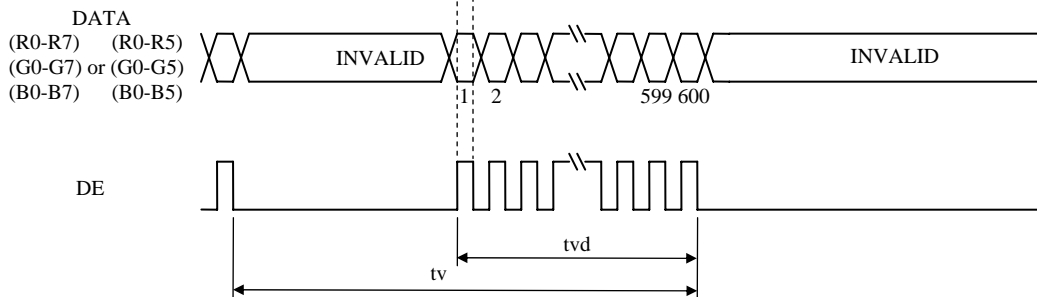 DATA
(R0-R7) (R0-R5)
(G0-G7) or (G0-G5)
(B0-B7) (B0-B5)
INVALID
INVALID
1 2 599 600
DE
tvd
tv